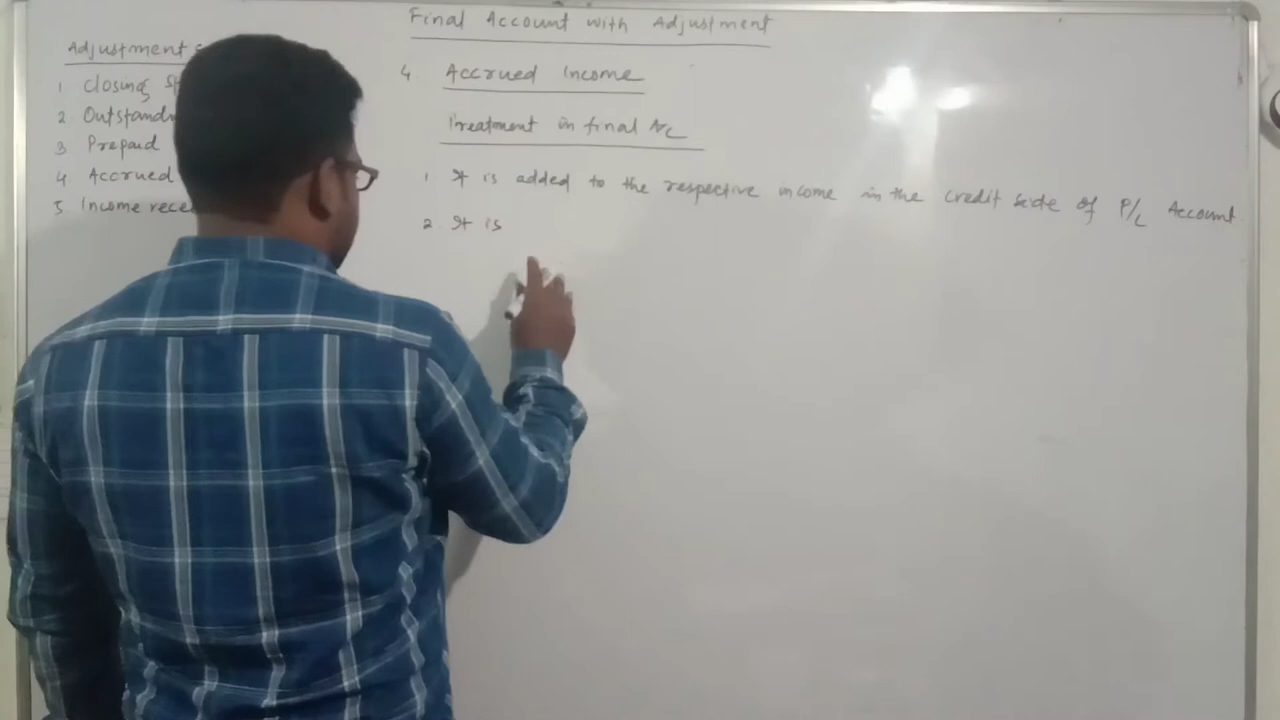 Final Account with Adjustment
Adjustment
1 Closing
2 Outstand
3 Prepaid
4 Accrued
5 Income rece
4. Accrued Income
Treatment in final A/C
1. It is added to the respective income in the credit side of P/L Account
2. It is